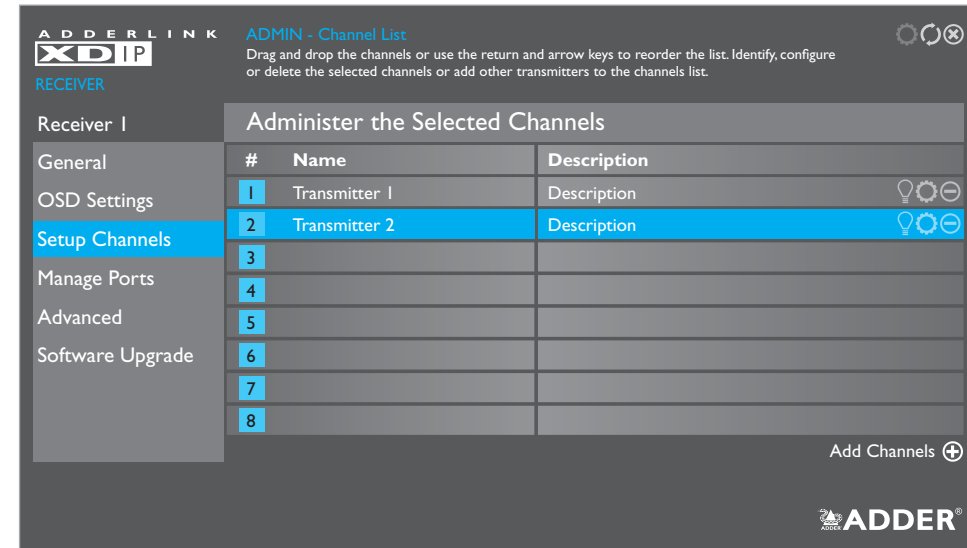 ADDERLINK
XDIP
RECEIVER
ADMIN - Channel List
Drag and drop the channels or use the return and arrow keys to reorder the list. Identify, configure
or delete the selected channels or add other transmitters to the channels list.
Receiver 1
General
OSD Settings
Setup Channels
Manage Ports
Advanced
Software Upgrade
Administer the Selected Channels
# Name Description
1 Transmitter 1 Description
2 Transmitter 2 Description
3
4
5
6
7
8
Add Channels
ADDER ADDER®